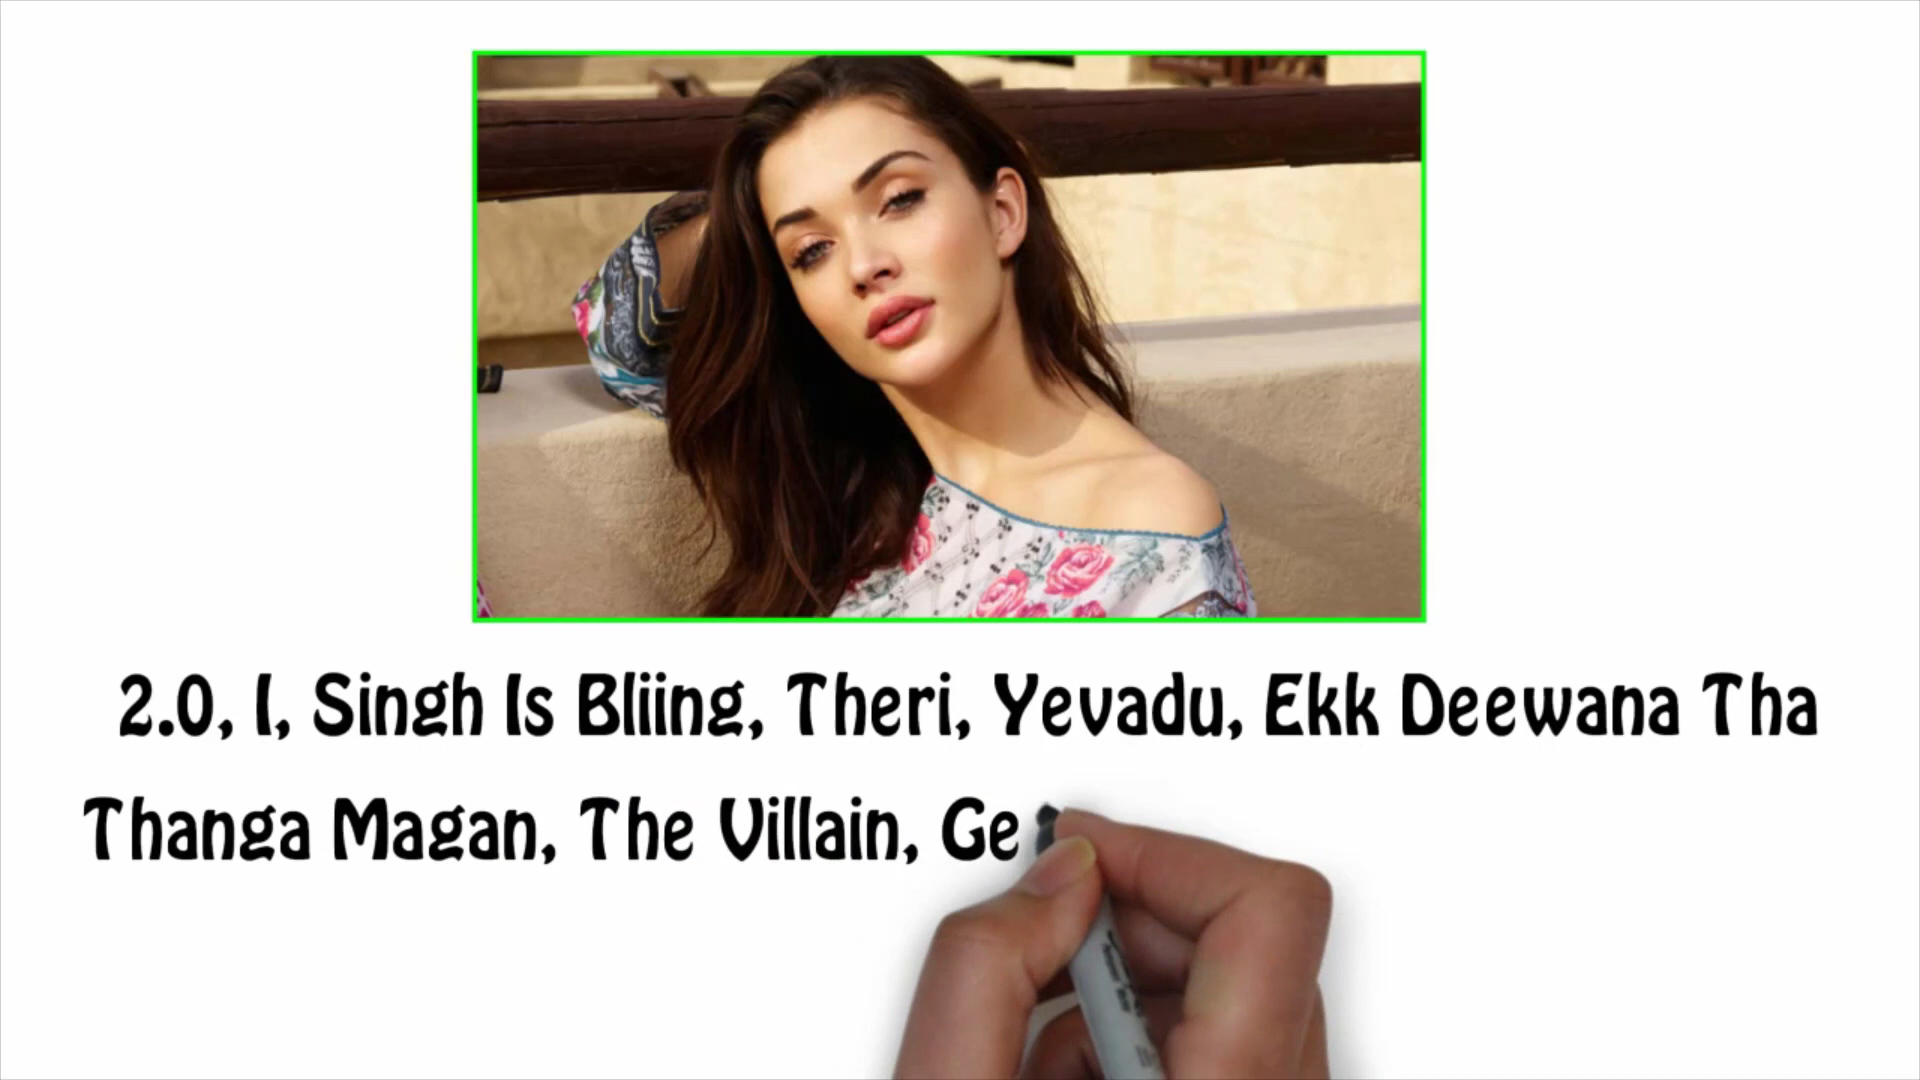 2.0, I, Singh Is Bliing, Theri, Yevadu, Ekk Deewana Tha
Thanga Magan, The Villain, Ge